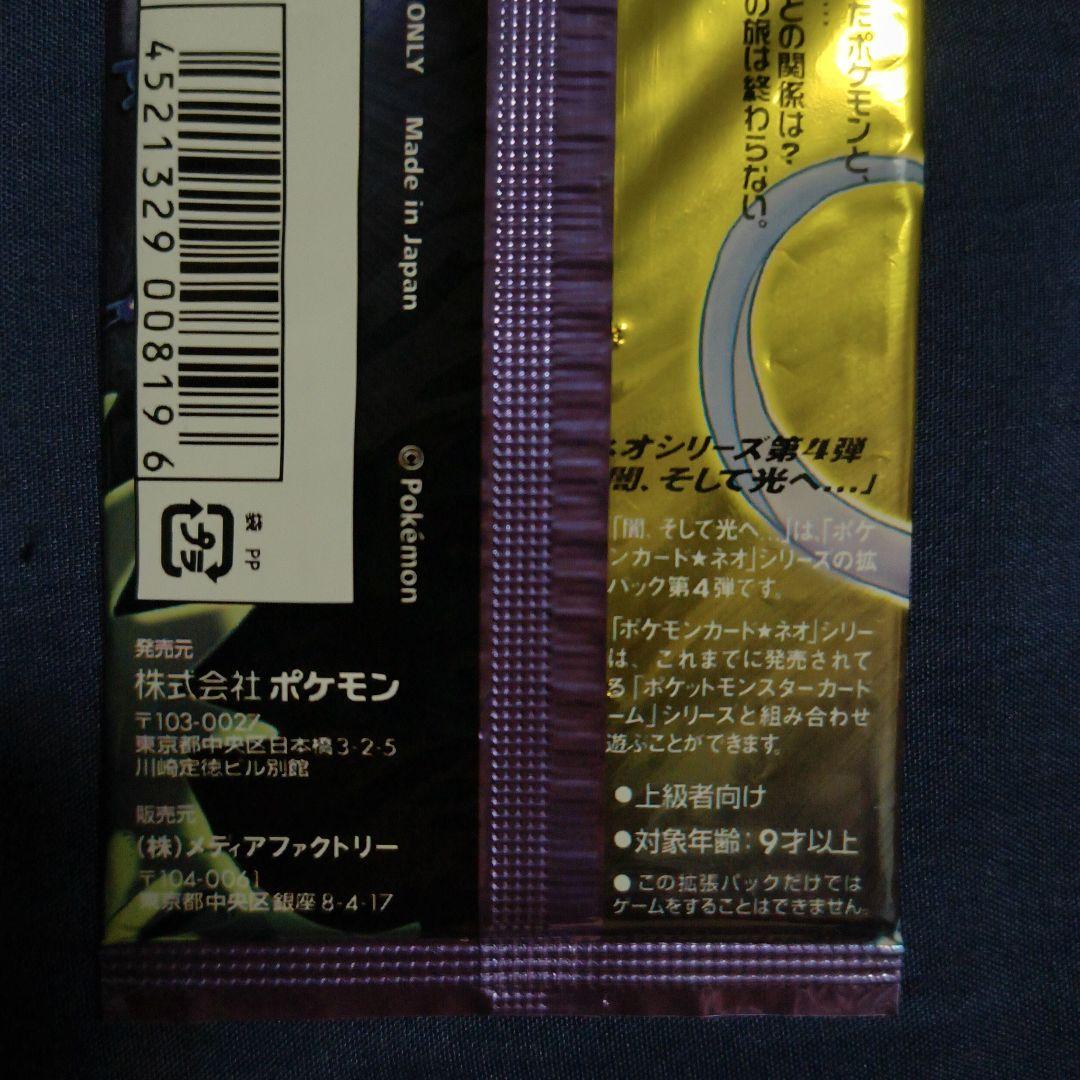 4521329008196
プラ
袋 PP
ONLY Made in Japan
© Pokémon
発売元
株式会社 ポケモン
〒103-0027
東京都中央区日本橋3-2-5
川崎定徳ビル別館
販売元
(株)メディアファクトリー
〒104-0061
東京都中央区銀座8-4-17
たポケモンと、
…
との関係は?
の旅は終わらない。
ネオシリーズ第4弾
闇、そして光へ...」
「闇、そして光へ...」は、「ポケ
ンカード★ネオ」シリーズの拡
パック第4弾です。
「ポケモンカード★ネオ」シリー
は、これまでに発売されて
る「ポケットモンスターカード
ーム」シリーズと組み合わせ
遊ぶことができます。
●上級者向け
●対象年齢:9才以上
●この拡張パックだけでは
ゲームをすることはできません。